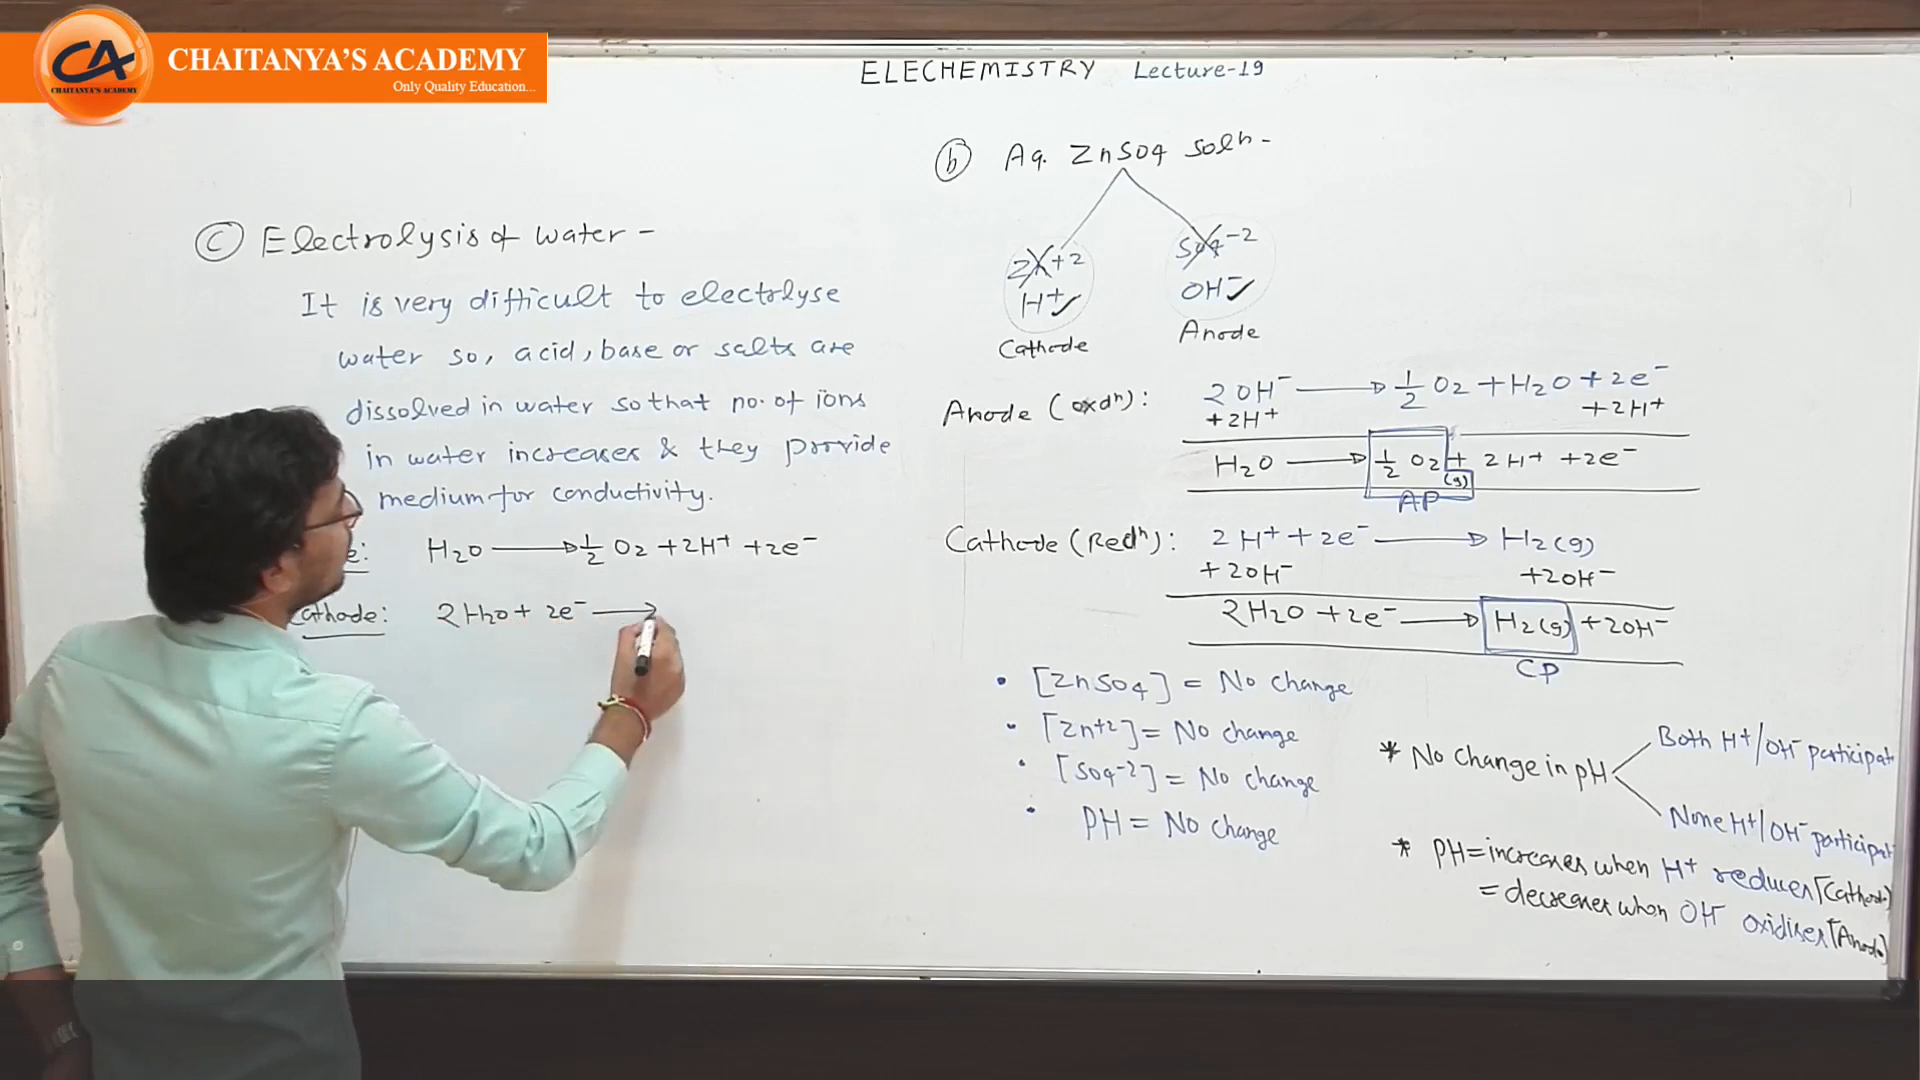 CHAITANYA'S ACADEMY
Only Quality Education...
CA
CHAITANYA'S ACADEMY
ELECHEMISTRY Lecture-19
(c) Electrolysis of water -
It is very difficult to electrolyse
water so, acid, base or salts are
dissolved in water so that no. of ions
in water increases & they provide
medium for conductivity.
e: H2O ⟶ 1/2 O2 + 2H+ + 2e-
Cathode: 2H2O + 2e- ⟶
(b) Aq. ZnSO4 soln -
Zn+2
H+ ✓
Cathode
SO4-2
OH- ✓
Anode
Anode (oxdn): 2OH- ⟶ 1/2 O2 + H2O + 2e-
+2H+ +2H+
H2O ⟶ 1/2 O2(g) + 2H+ + 2e-
AP
Cathode (Redn): 2H+ + 2e- ⟶ H2(g)
+2OH- +2OH-
2H2O + 2e- ⟶ H2(g) + 2OH-
CP
• [ZnSO4] = No change
• [Zn+2] = No change
• [SO4-2] = No change
• PH = No change
* No Change in pH
Both H+/OH- participat
None H+/OH- participat
* PH = increases when H+ reduces [Cathode]
= decreases when OH- oxidises [Anode]